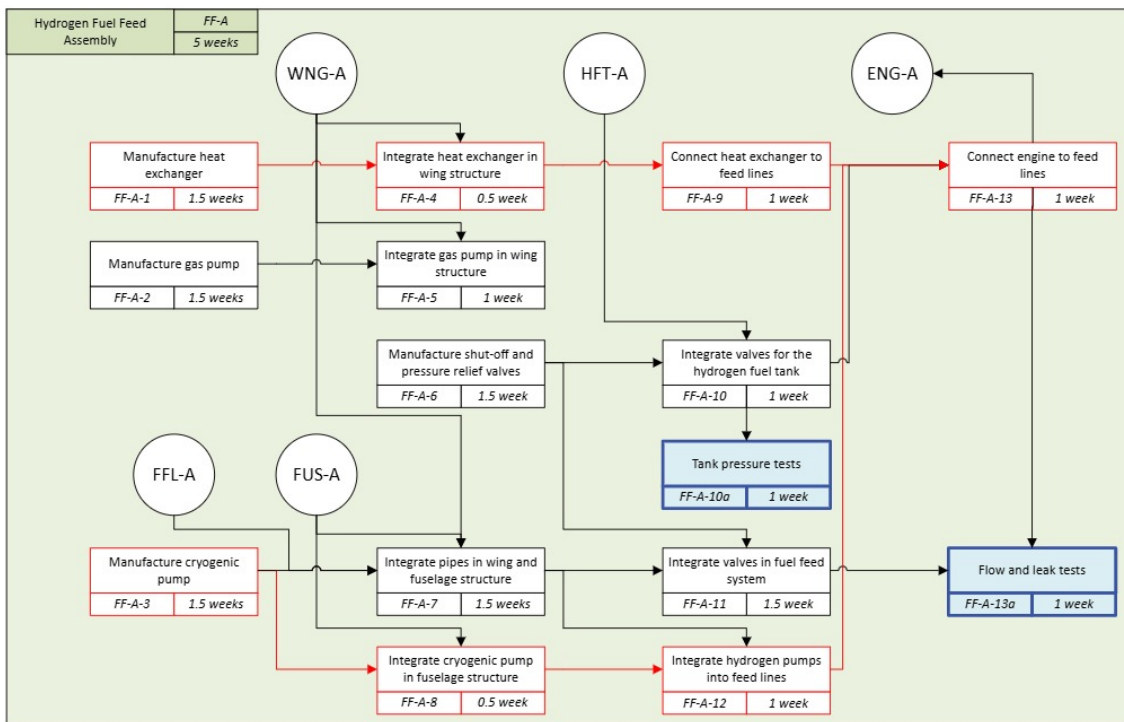 Hydrogen Fuel Feed
Assembly
FF-A
5 weeks
WNG-A
HFT-A
ENG-A
Manufacture heat
exchanger
FF-A-1
1.5 weeks
Integrate heat exchanger in
wing structure
FF-A-4
0.5 week
Connect heat exchanger to
feed lines
FF-A-9
1 week
Connect engine to feed
lines
FF-A-13
1 week
Manufacture gas pump
FF-A-2
1.5 weeks
Integrate gas pump in wing
structure
FF-A-5
1 week
Manufacture shut-off and
pressure relief valves
FF-A-6
1.5 week
Integrate valves for the
hydrogen fuel tank
FF-A-10
1 week
Tank pressure tests
FF-A-10a
1 week
FFL-A
FUS-A
Manufacture cryogenic
pump
FF-A-3
1.5 weeks
Integrate pipes in wing and
fuselage structure
FF-A-7
1.5 weeks
Integrate valves in fuel feed
system
FF-A-11
1.5 week
Flow and leak tests
FF-A-13a
1 week
Integrate cryogenic pump
in fuselage structure
FF-A-8
0.5 week
Integrate hydrogen pumps
into feed lines
FF-A-12
1 week